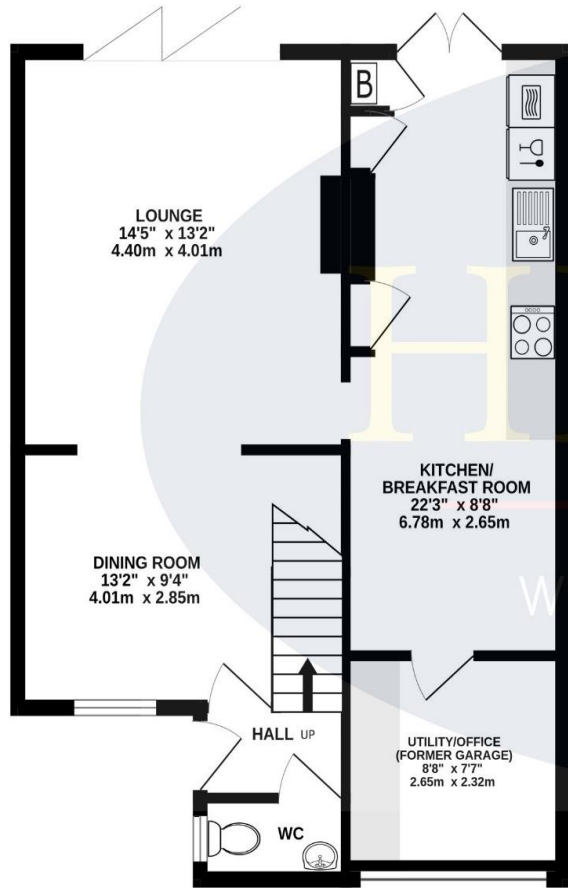 B
LOUNGE
14'5" x 13'2"
4.40m x 4.01m
H
KITCHEN/
BREAKFAST ROOM
22'3" x 8'8"
6.78m x 2.65m
DINING ROOM
13'2" x 9'4"
4.01m x 2.85m
W
HALL UP
UTILITY/OFFICE
(FORMER GARAGE)
8'8" x 7'7"
2.65m x 2.32m
WC